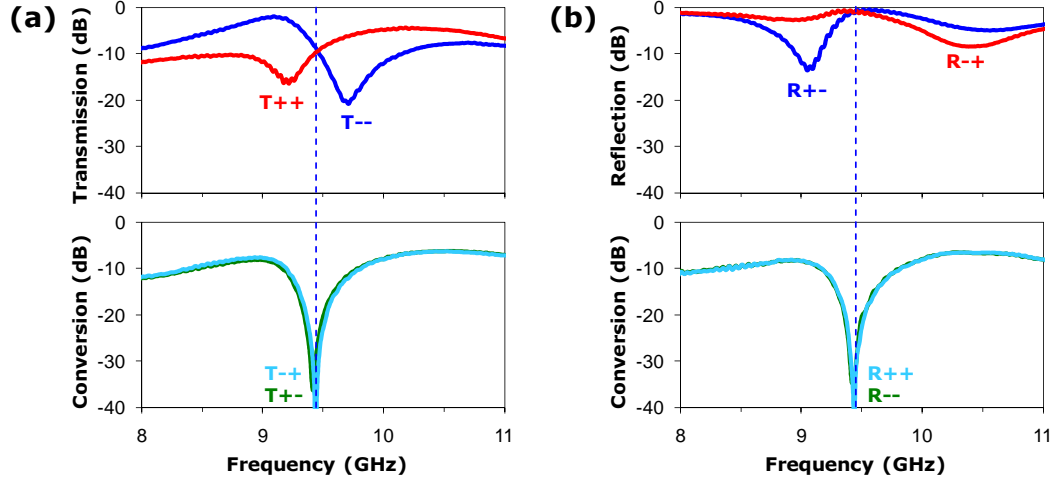 (a)
Transmission (dB)
0
-10
-20
-30
-40
T++
T--
Conversion (dB)
0
-10
-20
-30
-40
T-+
T+-
8
9
10
11
Frequency (GHz)
(b)
Reflection (dB)
0
-10
-20
-30
-40
R+-
R-+
Conversion (dB)
0
-10
-20
-30
-40
R++
R--
8
9
10
11
Frequency (GHz)